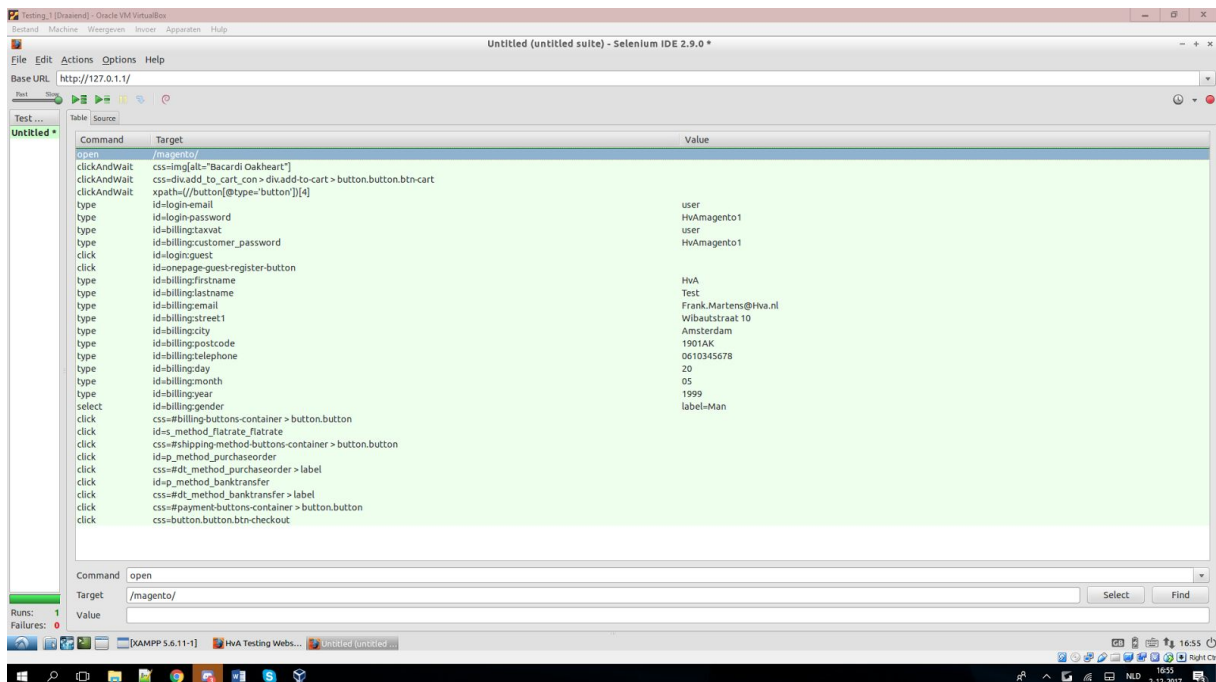 Testing_1 [Draaiend] - Oracle VM VirtualBox
Bestand Machine Weergeven Invoer Apparaten Hulp
Untitled (untitled suite) - Selenium IDE 2.9.0 *
File Edit Actions Options Help
Base URL http://127.0.1.1/
Fast Slow
Test ... Table Source
Untitled *
Command Target Value
open /magento/
clickAndWait css=img[alt="Bacardi Oakheart"]
clickAndWait css=div.add_to_cart_con > div.add-to-cart > button.button.btn-cart
clickAndWait xpath=(//button[@type='button'])[4]
type id=login-email user
type id=login-password HvAmagento1
type id=billing:taxvat user
type id=billing:customer_password HvAmagento1
click id=login:guest
click id=onepage-guest-register-button
type id=billing:firstname HvA
type id=billing:lastname Test
type id=billing:email Frank.Martens@Hva.nl
type id=billing:street1 Wibautstraat 10
type id=billing:city Amsterdam
type id=billing:postcode 1901AK
type id=billing:telephone 0610345678
type id=billing:day 20
type id=billing:month 05
type id=billing:year 1999
select id=billing:gender label=Man
click css=#billing-buttons-container > button.button
click id=s_method_flatrate_flatrate
click css=#shipping-method-buttons-container > button.button
click id=p_method_purchaseorder
click css=#dt_method_purchaseorder > label
click id=p_method_banktransfer
click css=#dt_method_banktransfer > label
click css=#payment-buttons-container > button.button
click css=button.button.btn-checkout
Command open
Target /magento/ Select Find
Value
Runs: 1
Failures: 0
[XAMPP 5.6.11-1] HvA Testing Webs... Untitled (untitled ... GB 16:55
Right Ctrl
NLD 16:55
2-12-2017